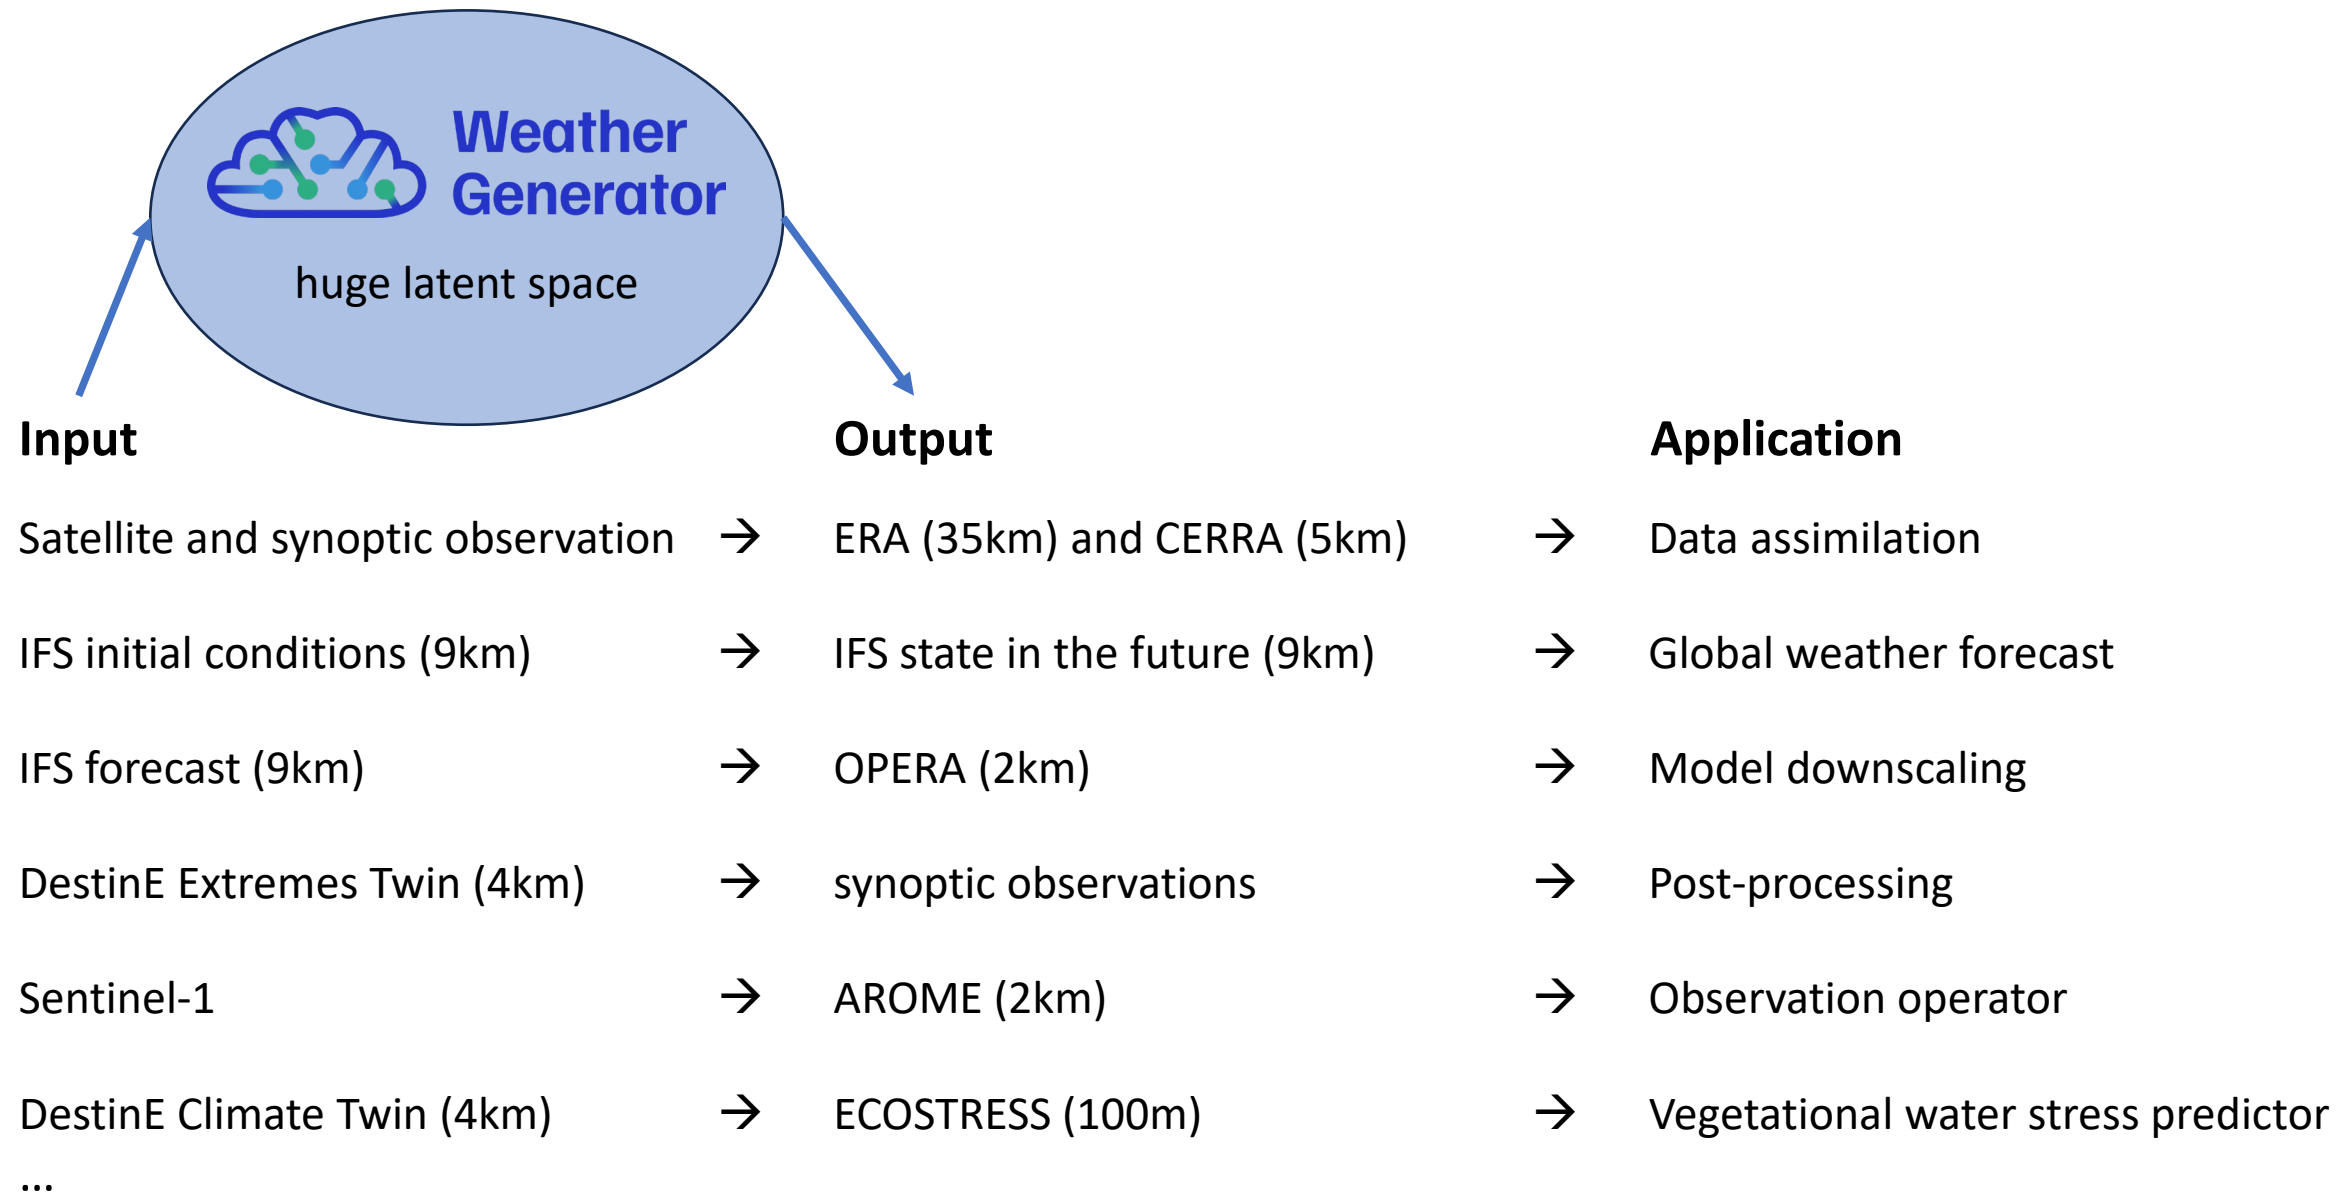 Weather
Generator
huge latent space
Input
Output
Application
Satellite and synoptic observation → ERA (35km) and CERRA (5km) → Data assimilation
IFS initial conditions (9km) → IFS state in the future (9km) → Global weather forecast
IFS forecast (9km) → OPERA (2km) → Model downscaling
DestinE Extremes Twin (4km) → synoptic observations → Post-processing
Sentinel-1 → AROME (2km) → Observation operator
DestinE Climate Twin (4km) → ECOSTRESS (100m) → Vegetational water stress predictor
...